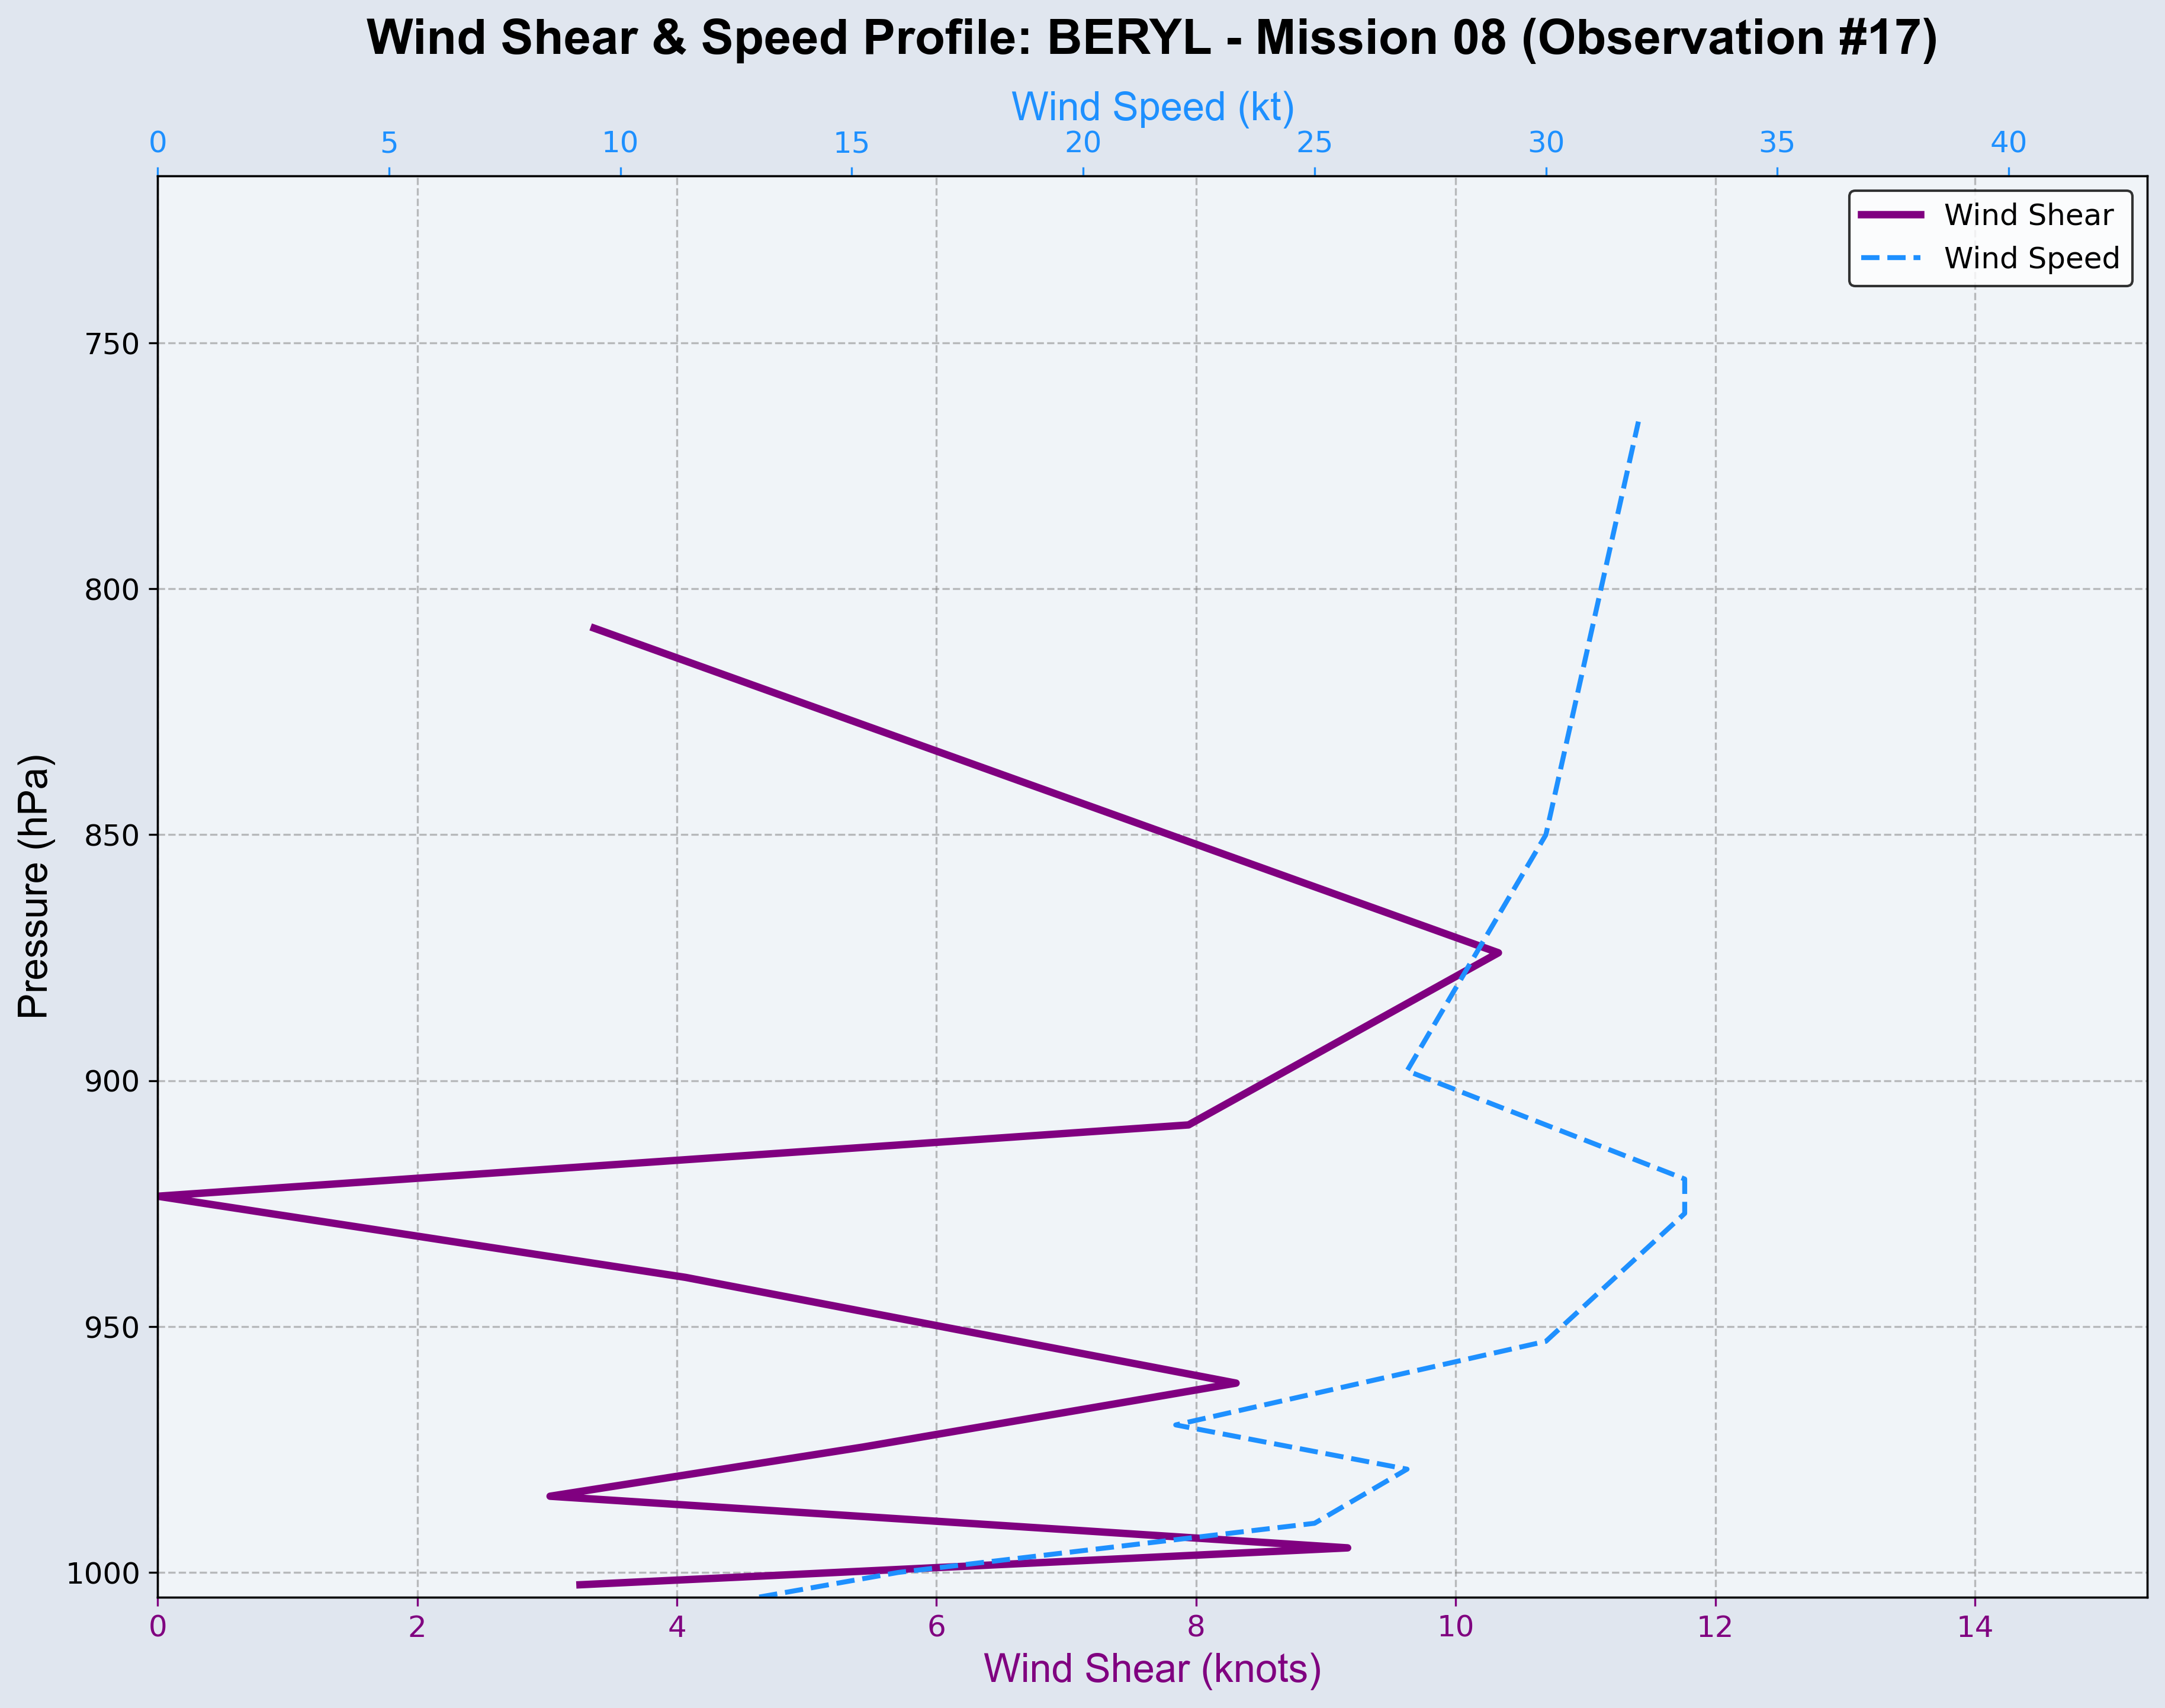 Wind Shear & Speed Profile: BERYL - Mission 08 (Observation #17)
Wind Speed (kt)
0 5 10 15 20 25 30 35 40
Wind Shear
Wind Speed
Pressure (hPa)
750
800
850
900
950
1000
0 2 4 6 8 10 12 14
Wind Shear (knots)